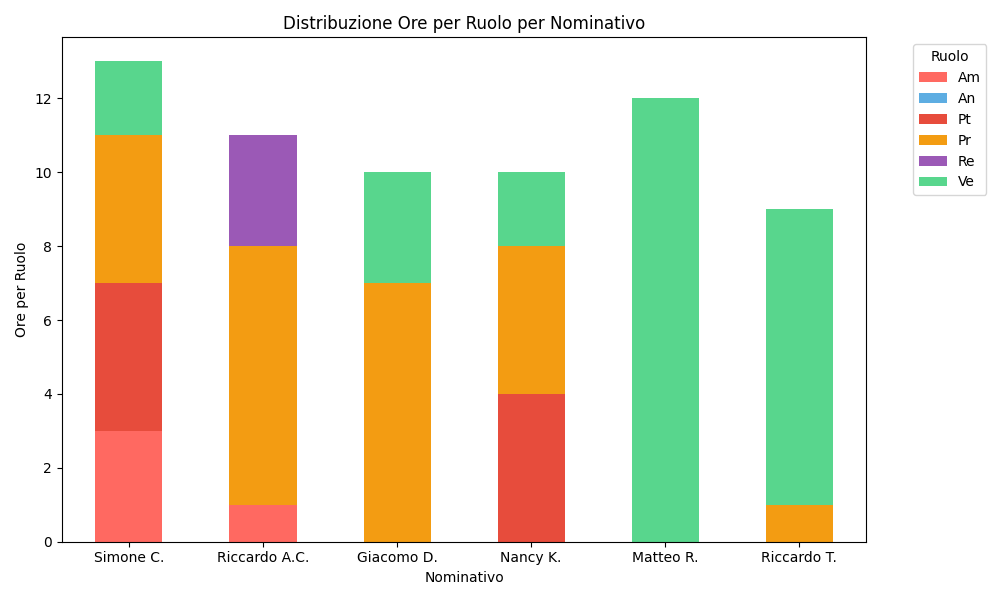 Distribuzione Ore per Ruolo per Nominativo
Ruolo
Am
An
Pt
Pr
Re
Ve
Ore per Ruolo
12
10
8
6
4
2
0
Simone C.
Riccardo A.C.
Giacomo D.
Nancy K.
Matteo R.
Riccardo T.
Nominativo